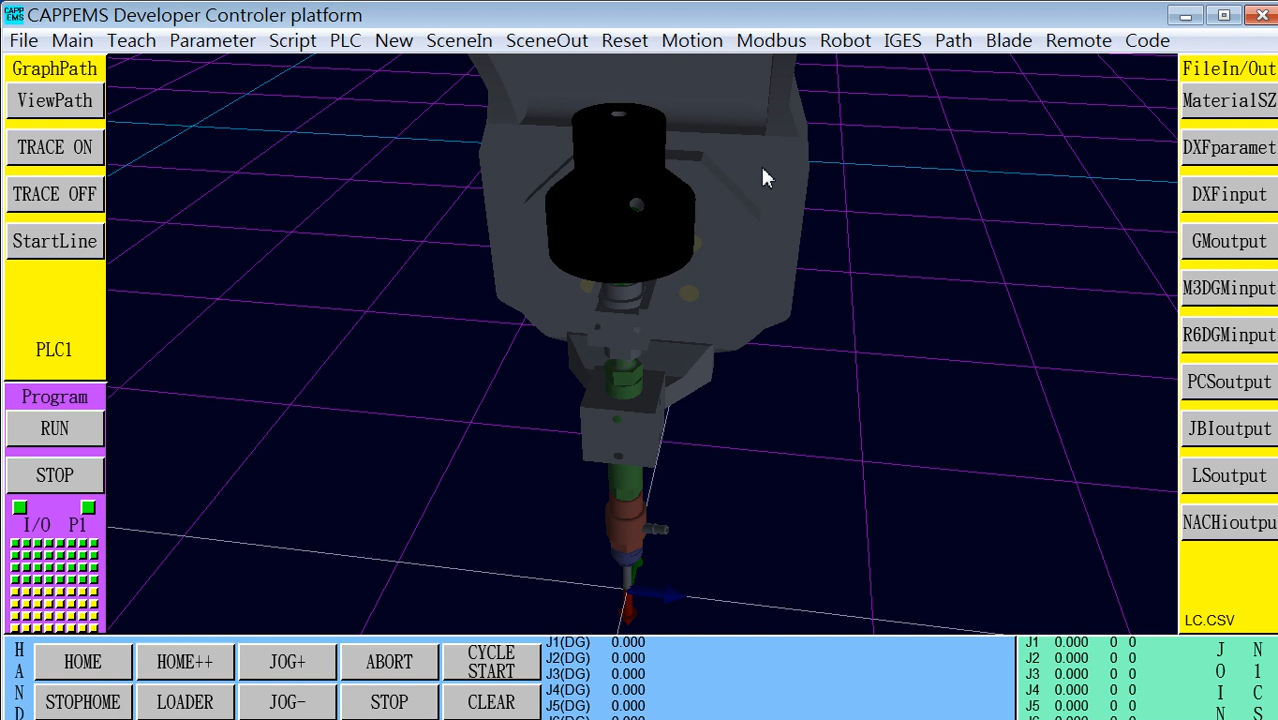 CAPP EMS CAPPEMS Developer Controler platform
File Main Teach Parameter Script PLC New SceneIn SceneOut Reset Motion Modbus Robot IGES Path Blade Remote Code
GraphPath
ViewPath
TRACE ON
TRACE OFF
StartLine
PLC1
Program
RUN
STOP
I/O P1
FileIn/Out
MaterialSZ
DXFparamet
DXFinput
GMoutput
M3DGMinput
R6DGMinput
PCSoutput
JBIoutput
LSoutput
NACHioutpu
LC.CSV
HAND
HOME HOME++ JOG+ ABORT CYCLE START
STOPHOME LOADER JOG- STOP CLEAR
J1(DG) 0.000
J2(DG) 0.000
J3(DG) 0.000
J4(DG) 0.000
J5(DG) 0.000
J1 0.000 0 0
J2 0.000 0 0
J3 0.000 0 0
J4 0.000 0 0
J5 0.000 0 0
JOIN
N1CS